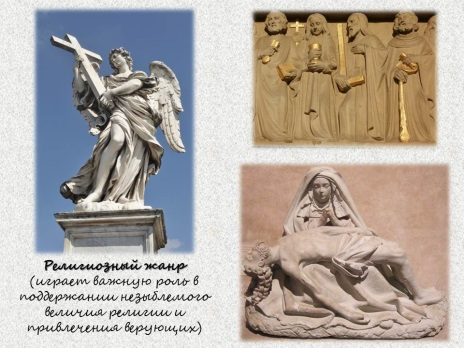 Религиозный жанр
(играет важную роль в
поддержании незыблемого
величия религии и
привлечения верующих)